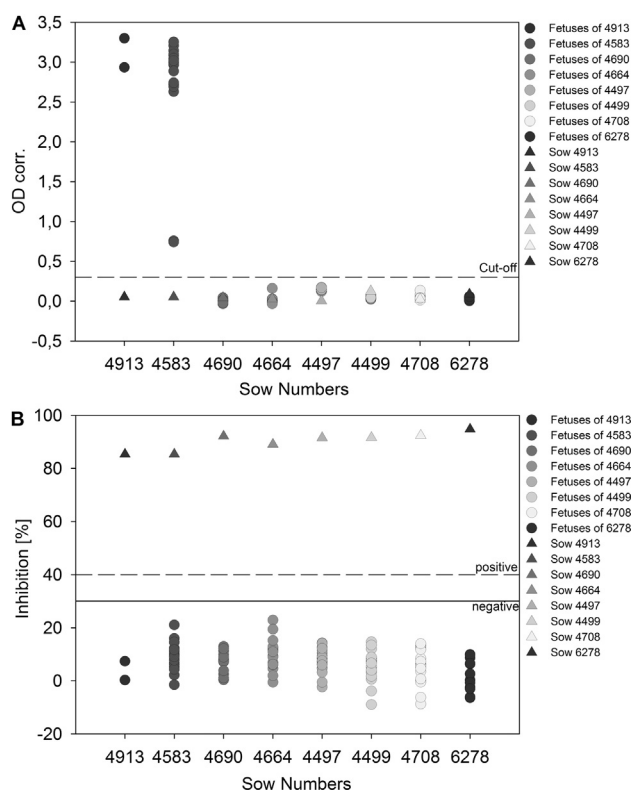 A
3,5
3,0
2,5
2,0
1,5
1,0
0,5
0,0
-0,5
OD corr.
Cut-off
4913 4583 4690 4664 4497 4499 4708 6278
Sow Numbers
Fetuses of 4913
Fetuses of 4583
Fetuses of 4690
Fetuses of 4664
Fetuses of 4497
Fetuses of 4499
Fetuses of 4708
Fetuses of 6278
Sow 4913
Sow 4583
Sow 4690
Sow 4664
Sow 4497
Sow 4499
Sow 4708
Sow 6278
B
100
80
60
40
20
0
-20
Inhibition [%]
positive
negative
4913 4583 4690 4664 4497 4499 4708 6278
Sow Numbers
Fetuses of 4913
Fetuses of 4583
Fetuses of 4690
Fetuses of 4664
Fetuses of 4497
Fetuses of 4499
Fetuses of 4708
Fetuses of 6278
Sow 4913
Sow 4583
Sow 4690
Sow 4664
Sow 4497
Sow 4499
Sow 4708
Sow 6278